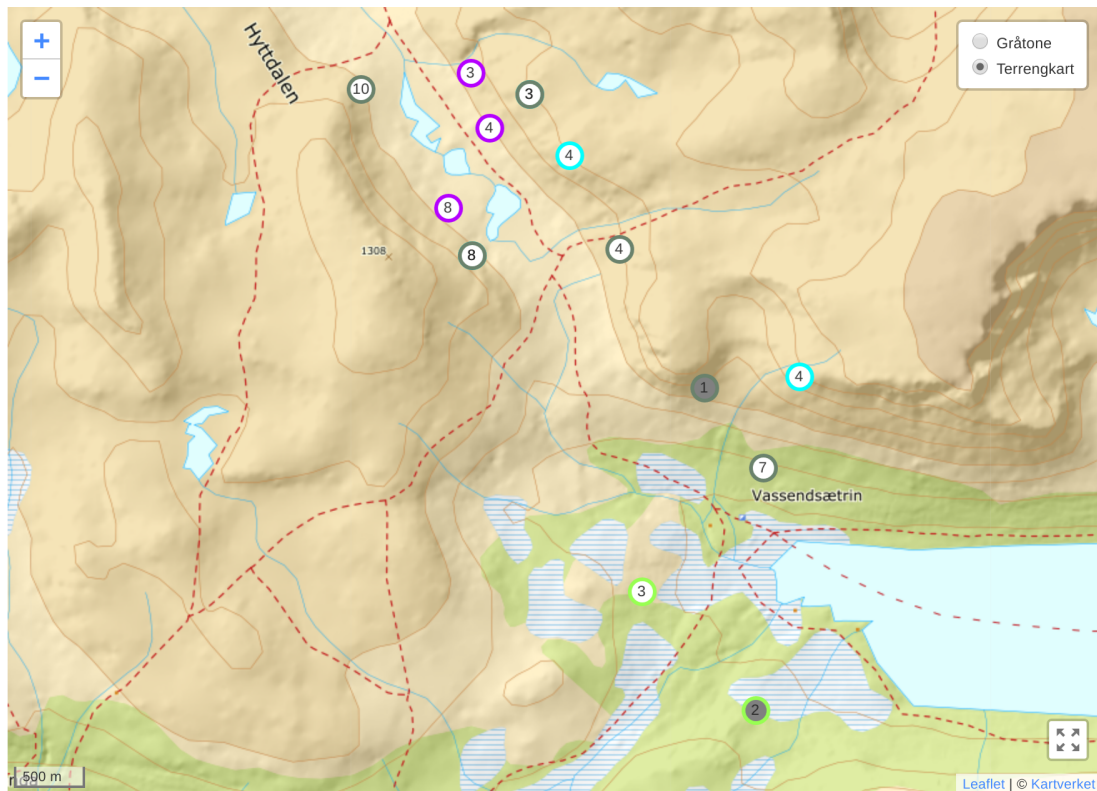 +
−
Hyttdalen
Gråtone
Terrengkart
3
10
3
4
4
8
1308
8
4
4
1
7
Vassendsætrin
3
2
500 m
Leaflet | © Kartverket